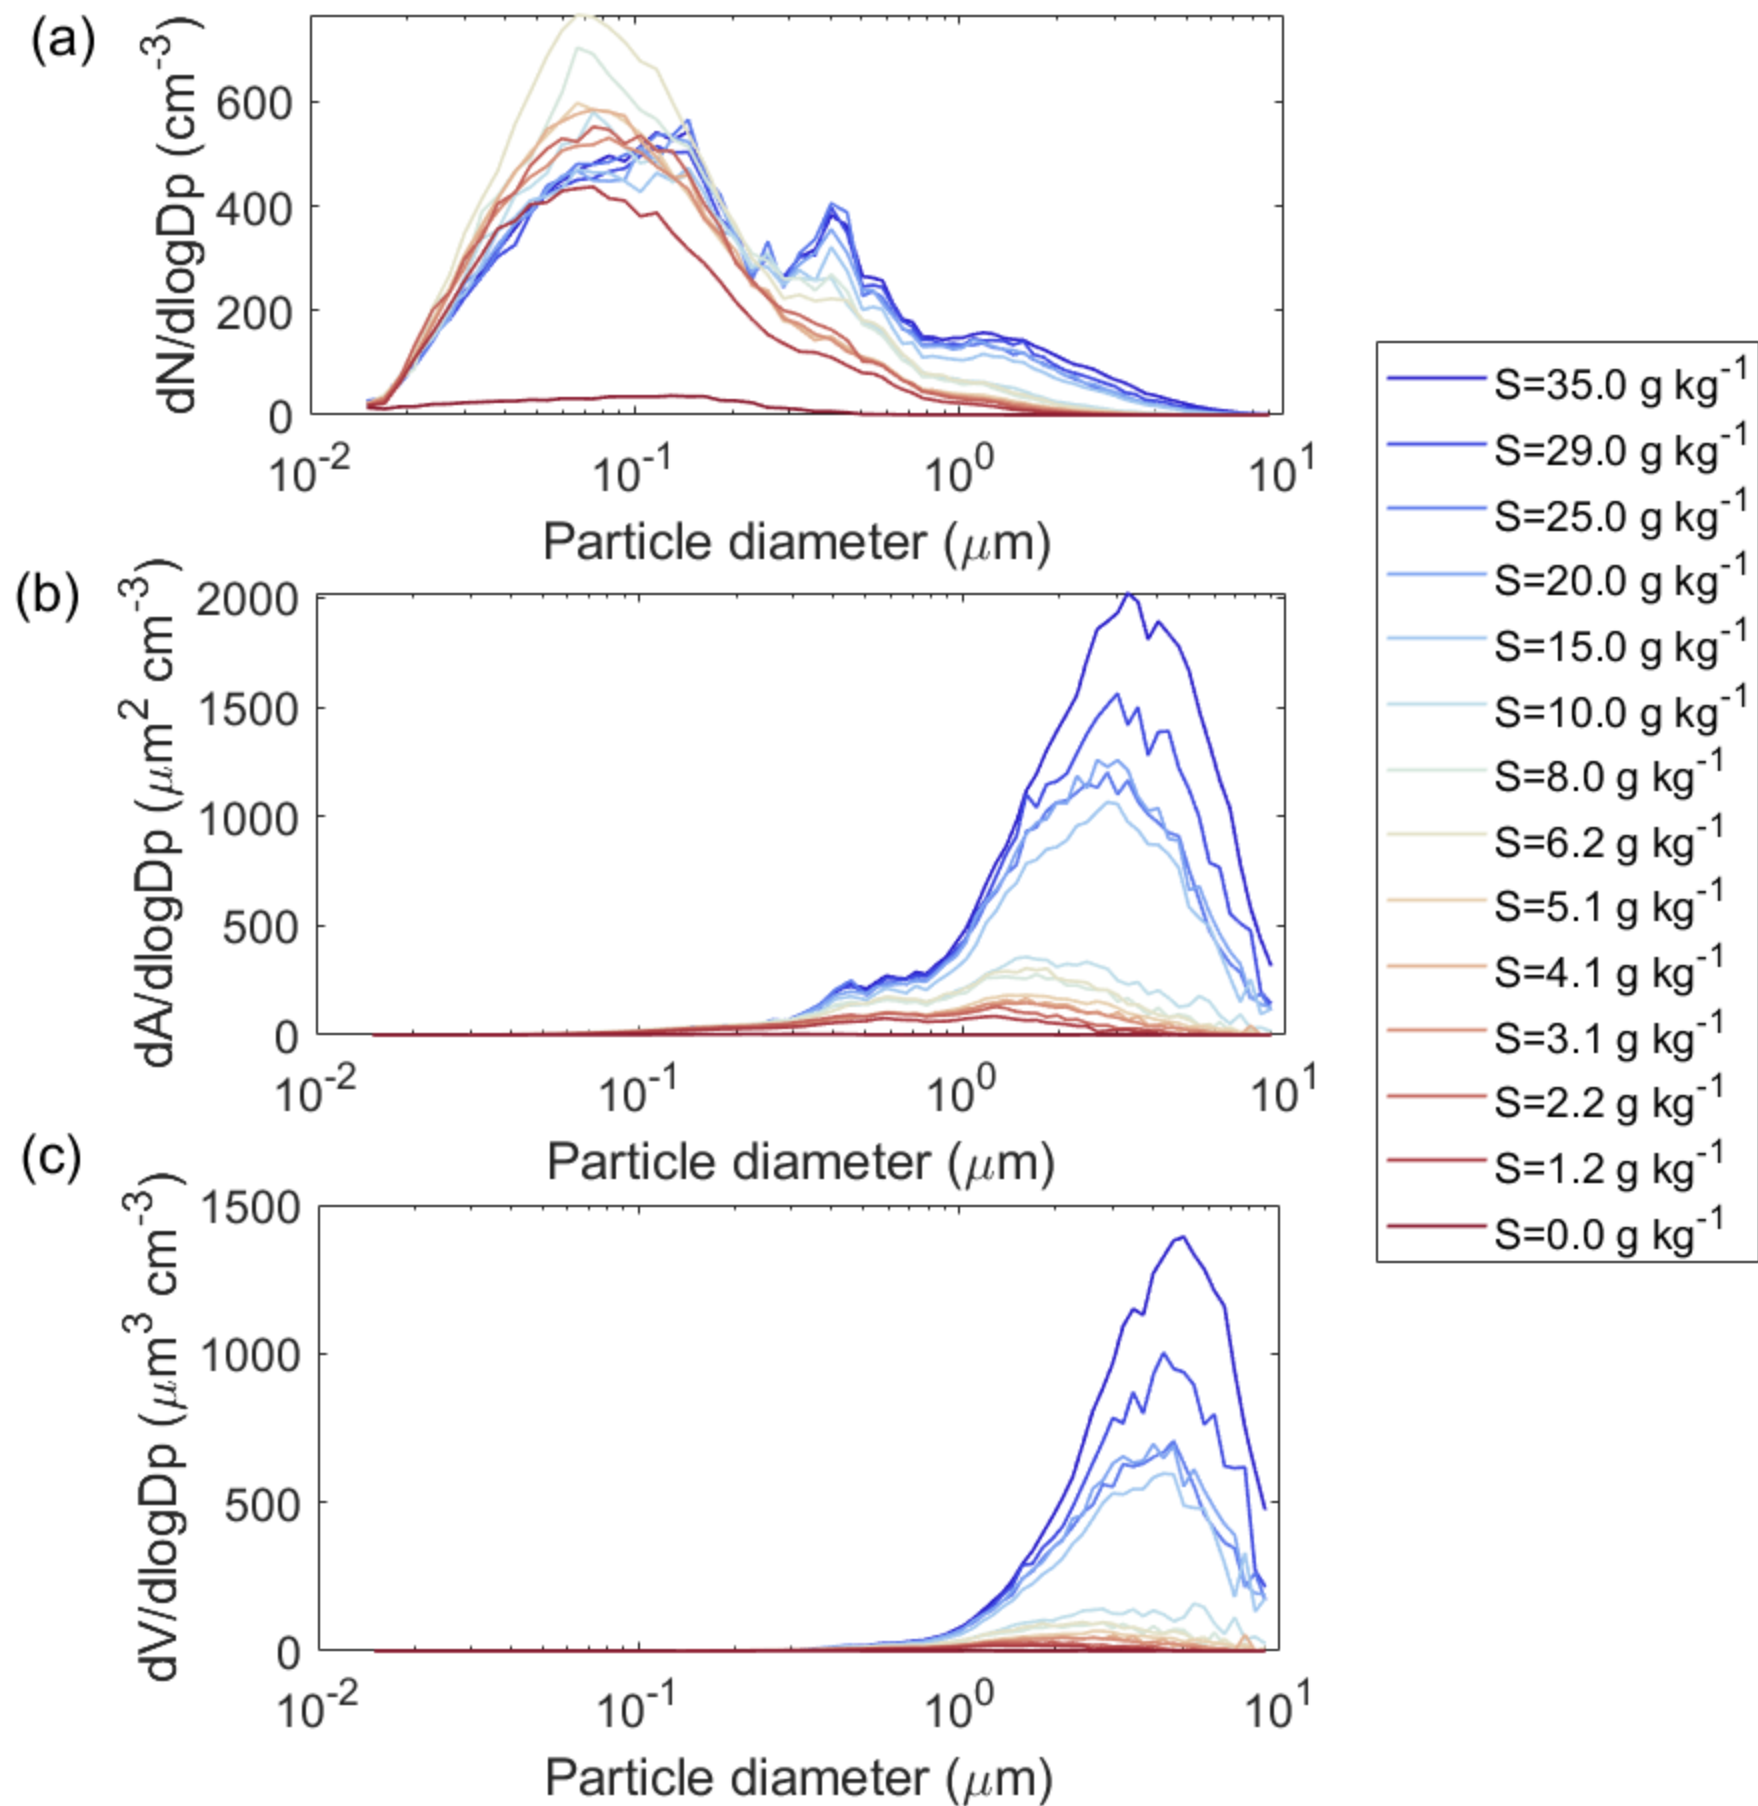 (a)
dN/dlogDp (cm⁻³)
600
400
200
0
10⁻² 10⁻¹ 10⁰ 10¹
Particle diameter (μm)
(b)
dA/dlogDp (μm² cm⁻³)
2000
1500
1000
500
0
10⁻² 10⁻¹ 10⁰ 10¹
Particle diameter (μm)
(c)
dV/dlogDp (μm³ cm⁻³)
1500
1000
500
0
10⁻² 10⁻¹ 10⁰ 10¹
Particle diameter (μm)
S=35.0 g kg⁻¹
S=29.0 g kg⁻¹
S=25.0 g kg⁻¹
S=20.0 g kg⁻¹
S=15.0 g kg⁻¹
S=10.0 g kg⁻¹
S=8.0 g kg⁻¹
S=6.2 g kg⁻¹
S=5.1 g kg⁻¹
S=4.1 g kg⁻¹
S=3.1 g kg⁻¹
S=2.2 g kg⁻¹
S=1.2 g kg⁻¹
S=0.0 g kg⁻¹